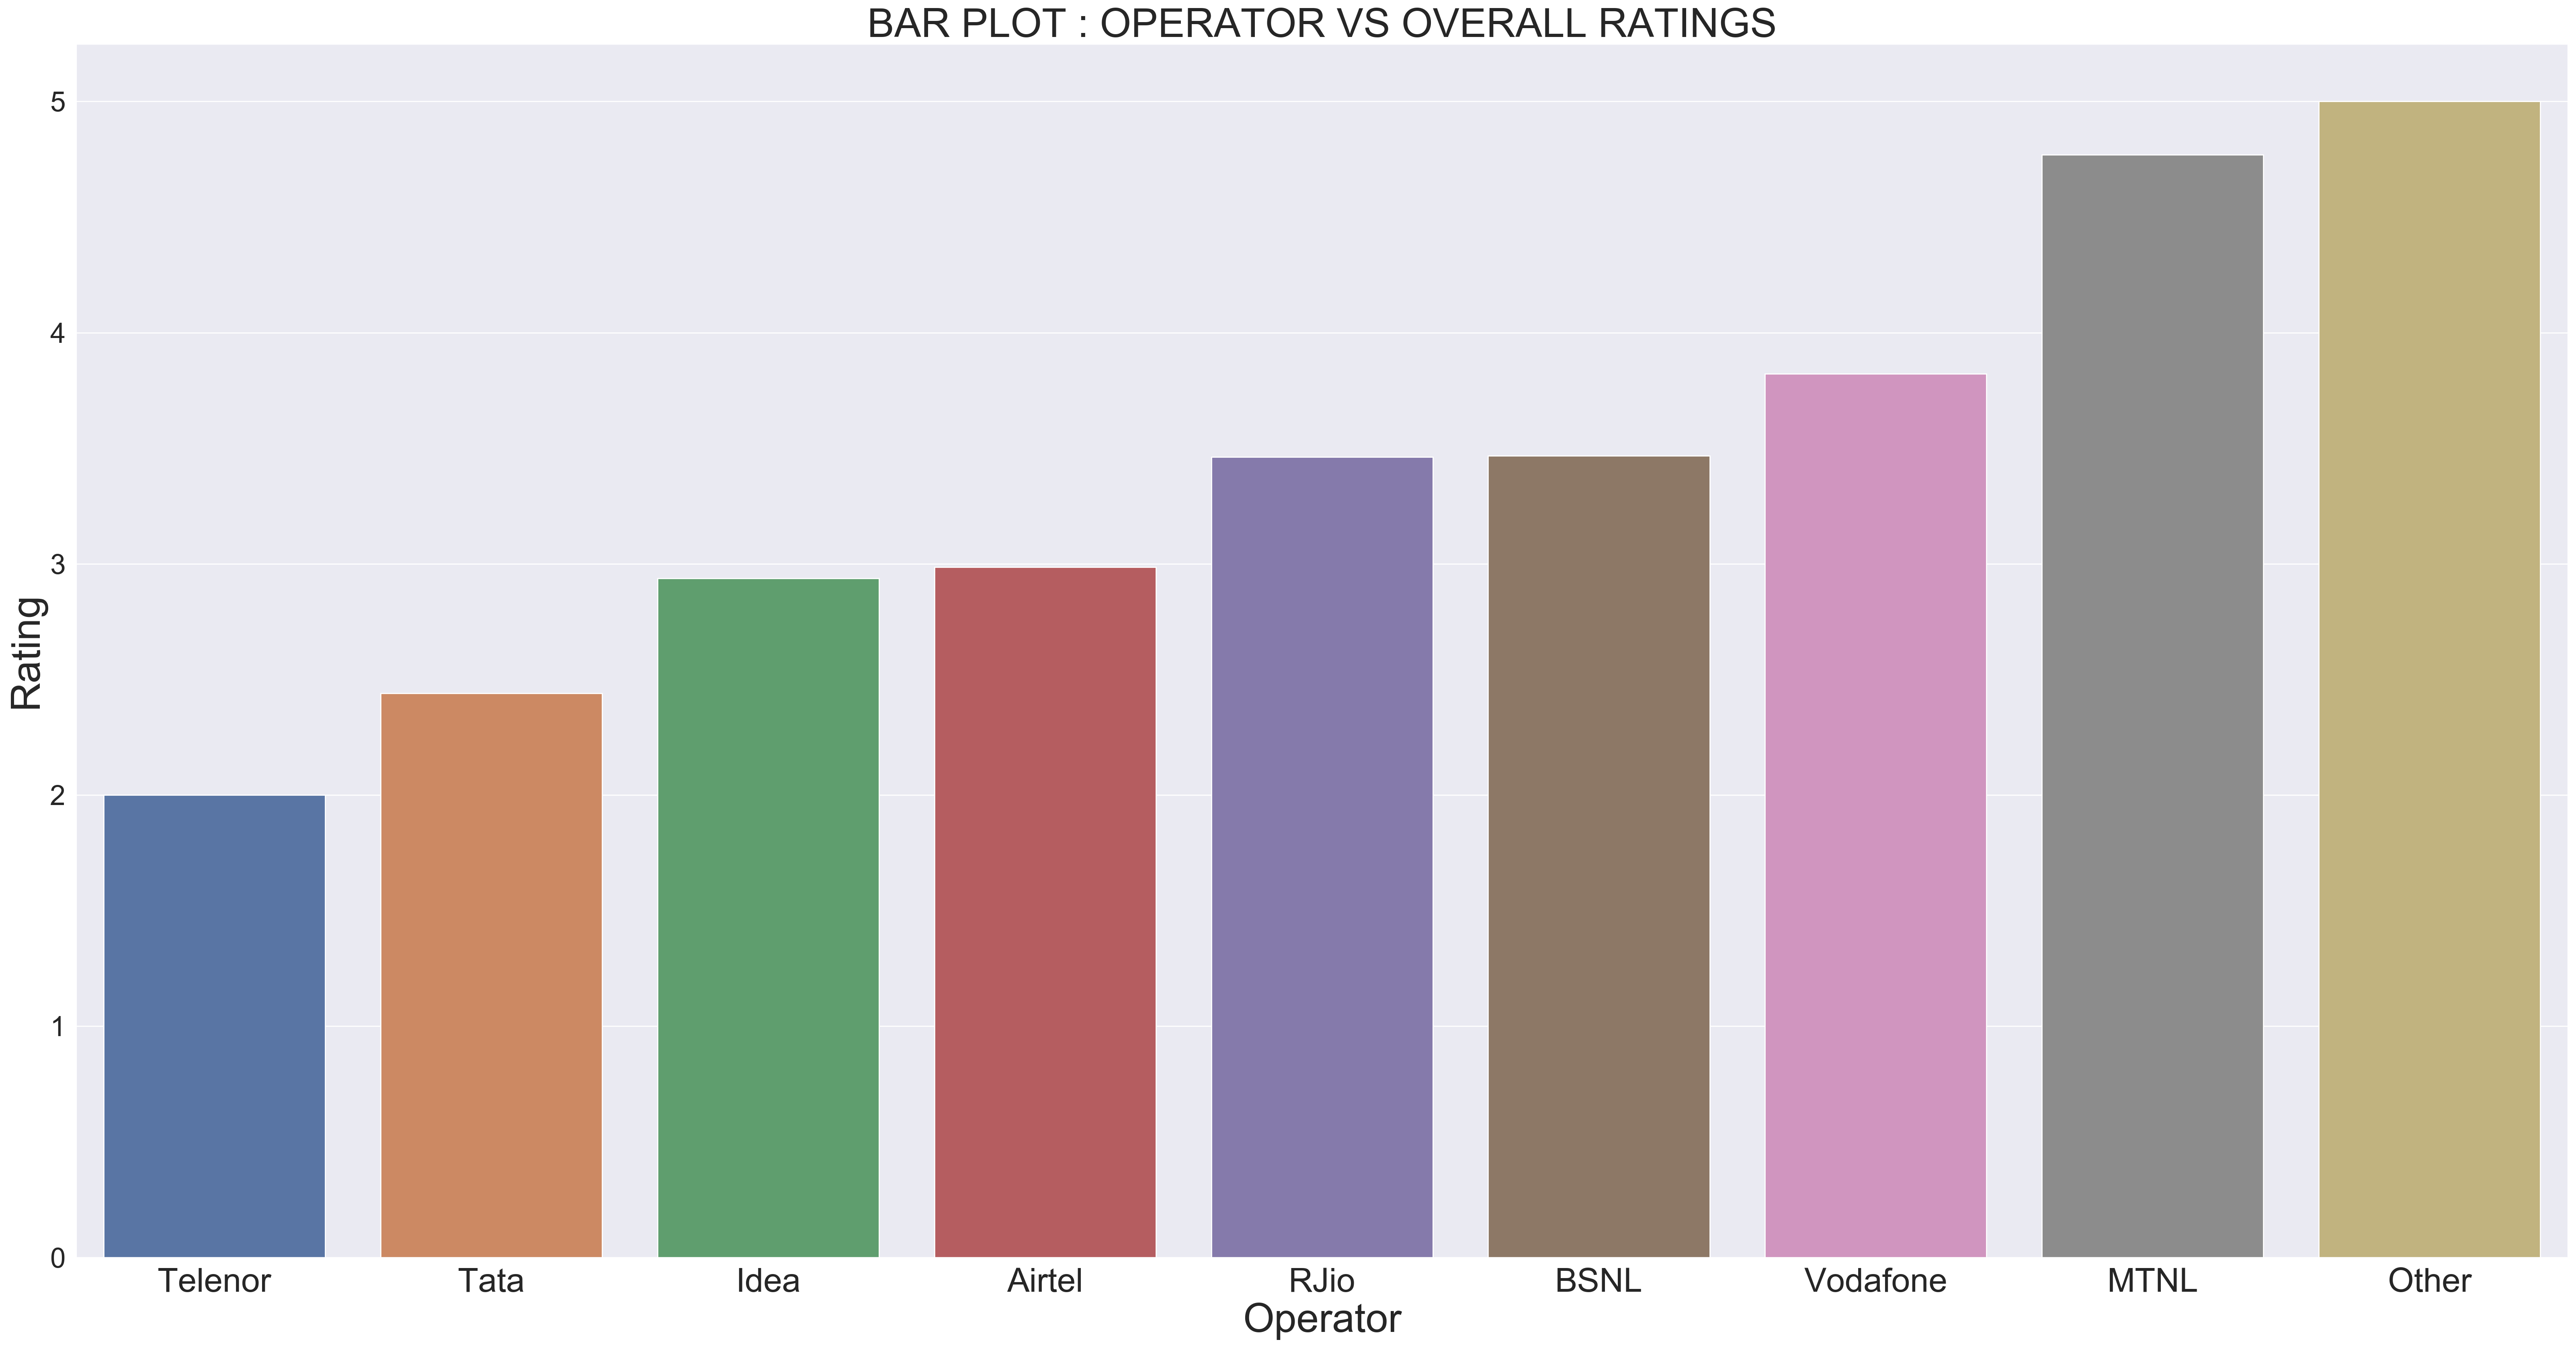 BAR PLOT : OPERATOR VS OVERALL RATINGS
5
4
3
2
1
0
Rating
Telenor Tata Idea Airtel RJio BSNL Vodafone MTNL Other
Operator